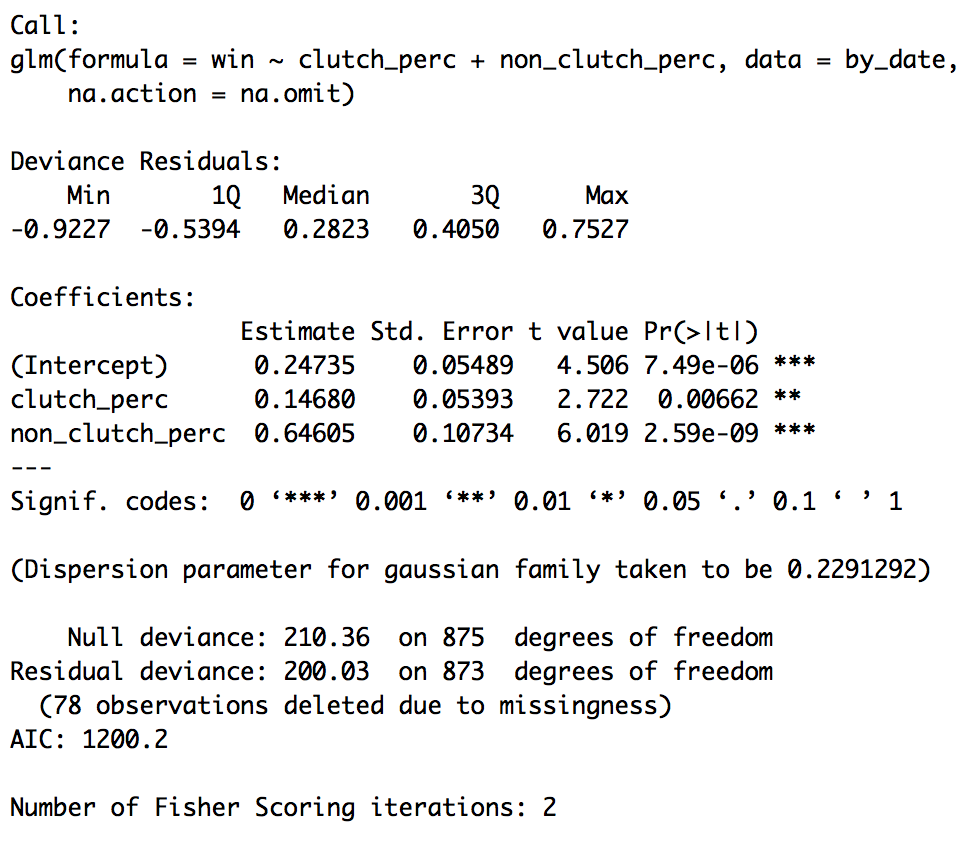 Call:
glm(formula = win ~ clutch_perc + non_clutch_perc, data = by_date,
    na.action = na.omit)

Deviance Residuals:
    Min       1Q   Median       3Q      Max
-0.9227  -0.5394   0.2823   0.4050   0.7527

Coefficients:
                Estimate Std. Error t value Pr(>|t|)
(Intercept)      0.24735    0.05489   4.506 7.49e-06 ***
clutch_perc      0.14680    0.05393   2.722  0.00662 **
non_clutch_perc  0.64605    0.10734   6.019 2.59e-09 ***
---
Signif. codes:  0 ‘***’ 0.001 ‘**’ 0.01 ‘*’ 0.05 ‘.’ 0.1 ‘ ’ 1

(Dispersion parameter for gaussian family taken to be 0.2291292)

    Null deviance: 210.36  on 875  degrees of freedom
Residual deviance: 200.03  on 873  degrees of freedom
  (78 observations deleted due to missingness)
AIC: 1200.2

Number of Fisher Scoring iterations: 2